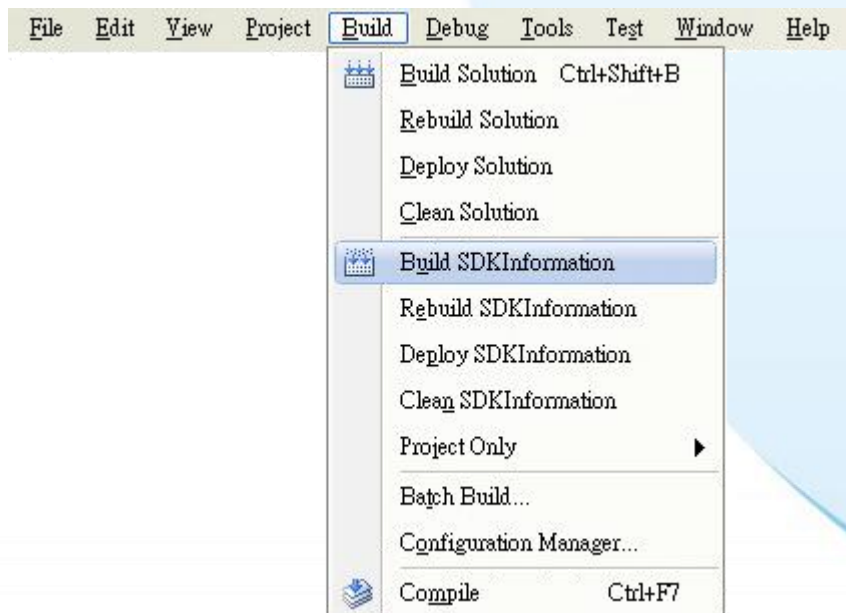 File Edit View Project Build Debug Tools Test Window Help
Build Solution Ctrl+Shift+B
Rebuild Solution
Deploy Solution
Clean Solution
Build SDKInformation
Rebuild SDKInformation
Deploy SDKInformation
Clean SDKInformation
Project Only
Batch Build...
Configuration Manager...
Compile Ctrl+F7